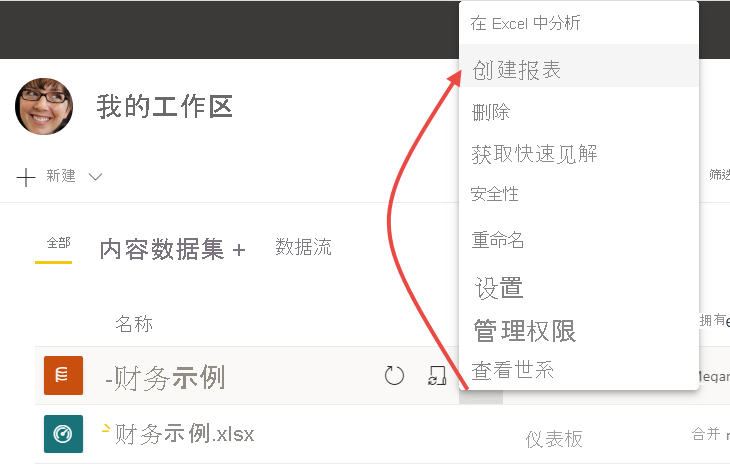 在 Excel 中分析
创建报表
删除
获取快速见解
安全性
重命名
设置
管理权限
查看世系
我的工作区
新建
筛选
全部
内容数据集 +
数据流
名称
拥有
-财务示例
Megan
财务示例.xlsx
仪表板
合并